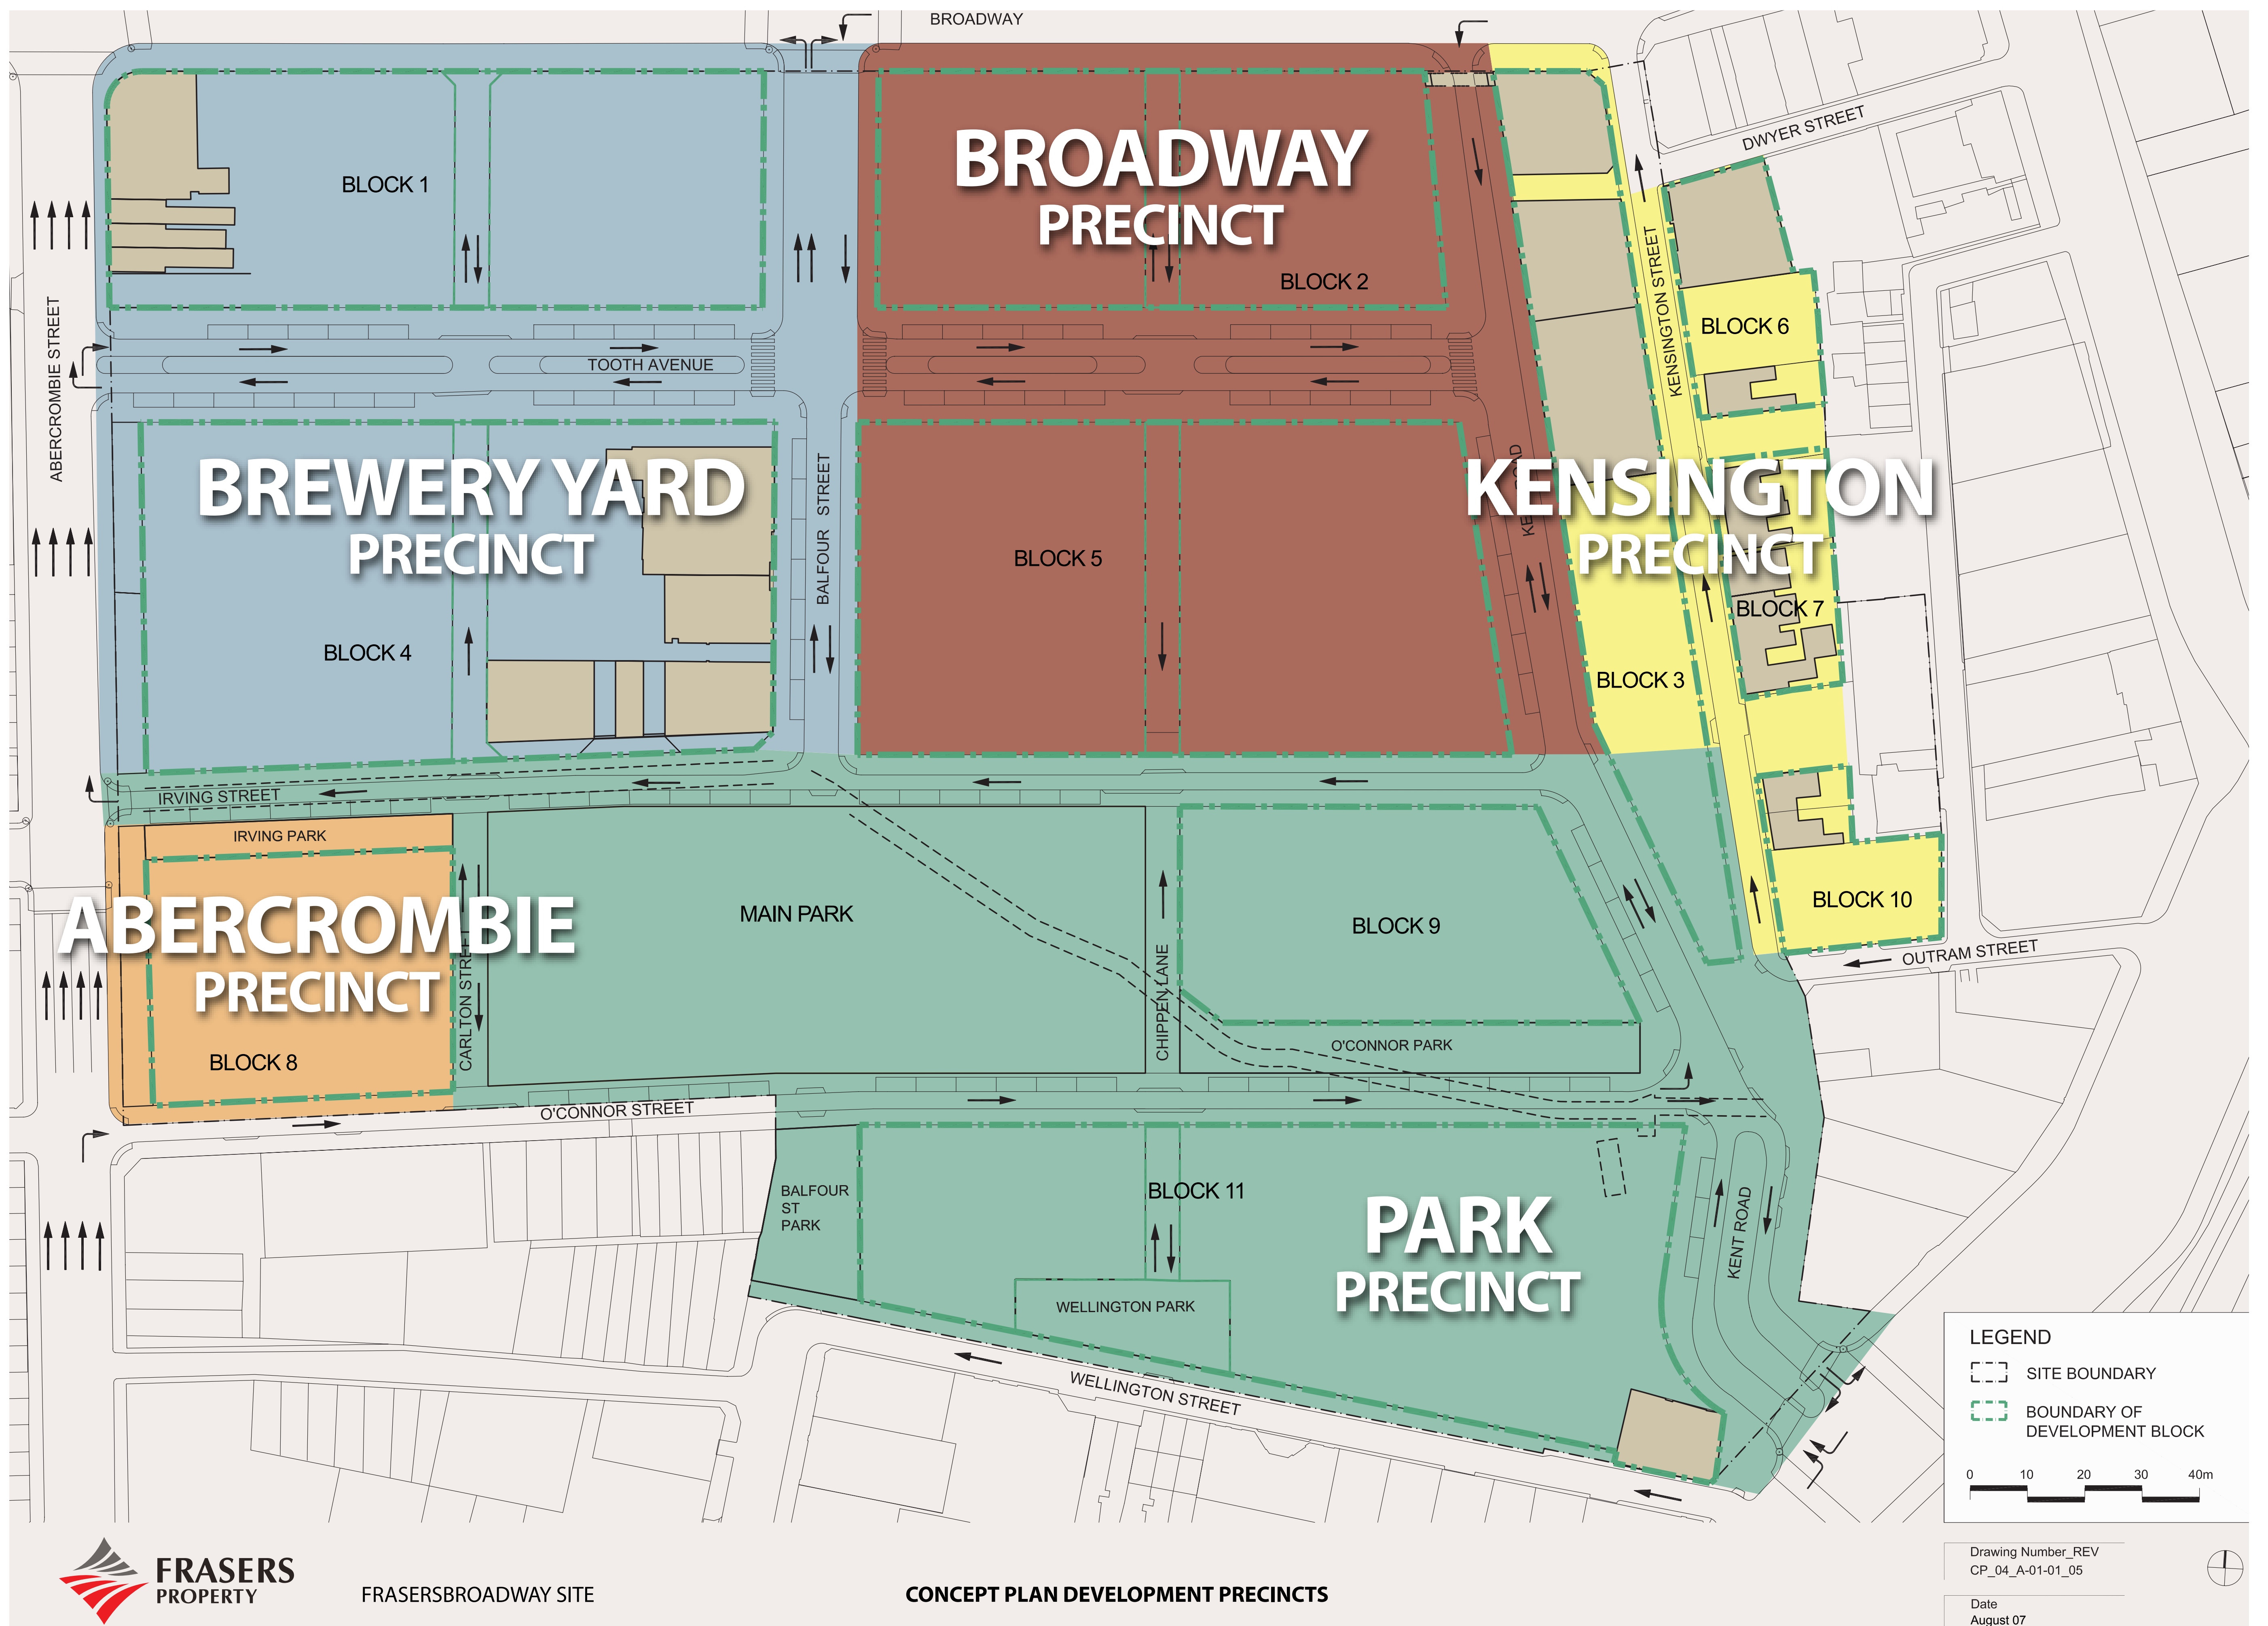 BROADWAY
DWYER STREET
BROADWAY
PRECINCT
BLOCK 1
BLOCK 2
KENSINGTON STREET
BLOCK 6
ABERCROMBIE STREET
TOOTH AVENUE
BREWERY YARD
PRECINCT
BALFOUR STREET
KENSINGTON
PRECINCT
BLOCK 5
BLOCK 7
BLOCK 4
BLOCK 3
IRVING STREET
IRVING PARK
ABERCROMBIE
PRECINCT
BLOCK 8
CARLTON STREET
MAIN PARK
CHIPPEN LANE
BLOCK 9
BLOCK 10
OUTRAM STREET
O'CONNOR PARK
O'CONNOR STREET
BALFOUR
ST
PARK
BLOCK 11
PARK
PRECINCT
KENT ROAD
WELLINGTON PARK
WELLINGTON STREET
LEGEND
SITE BOUNDARY
BOUNDARY OF
DEVELOPMENT BLOCK
0 10 20 30 40m
FRASERS
PROPERTY
FRASERSBROADWAY SITE
CONCEPT PLAN DEVELOPMENT PRECINCTS
Drawing Number_REV
CP_04_A-01-01_05
Date
August 07